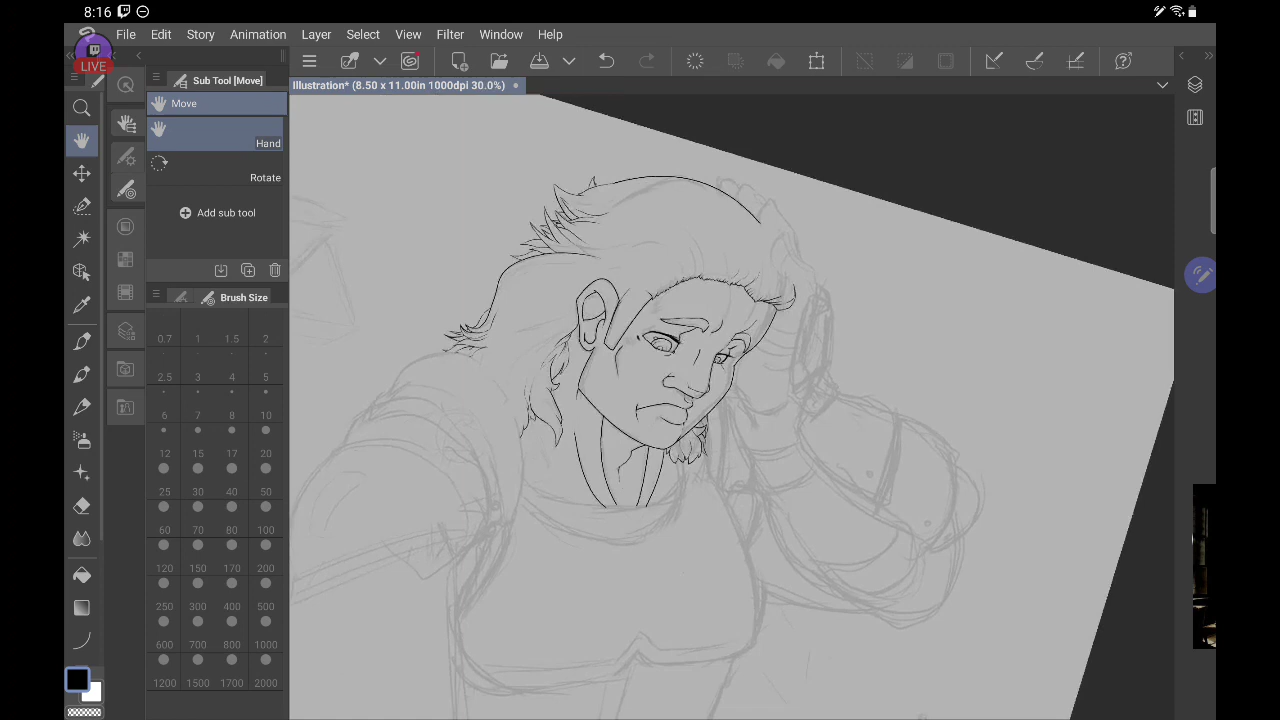 8:16
File Edit Story Animation Layer Select View Filter Window Help
LIVE
Sub Tool [Move]
Illustration* (8.50 x 11.00in 1000dpi 30.0%)
Move
Hand
Rotate
Add sub tool
Brush Size
0.7 1 1.5 2
2.5 3 4 5
6 7 8 10
12 15 17 20
25 30 40 50
60 70 80 100
120 150 170 200
250 300 400 500
600 700 800 1000
1200 1500 1700 2000